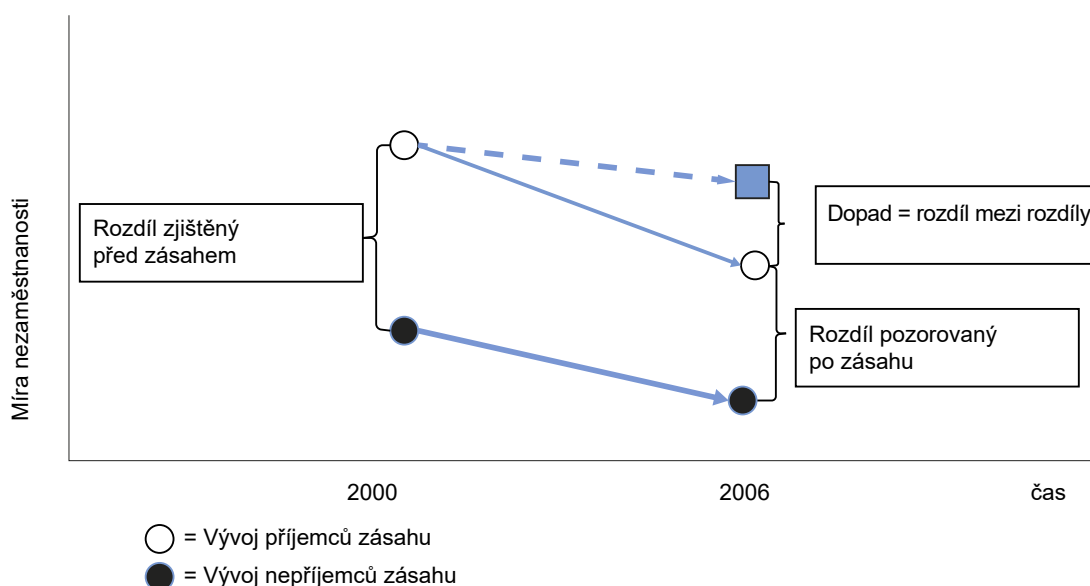 Míra nezaměstnanosti
Rozdíl zjištěný
před zásahem
Dopad = rozdíl mezi rozdíly
Rozdíl pozorovaný
po zásahu
2000
2006
čas
= Vývoj příjemců zásahu
= Vývoj nepříjemců zásahu